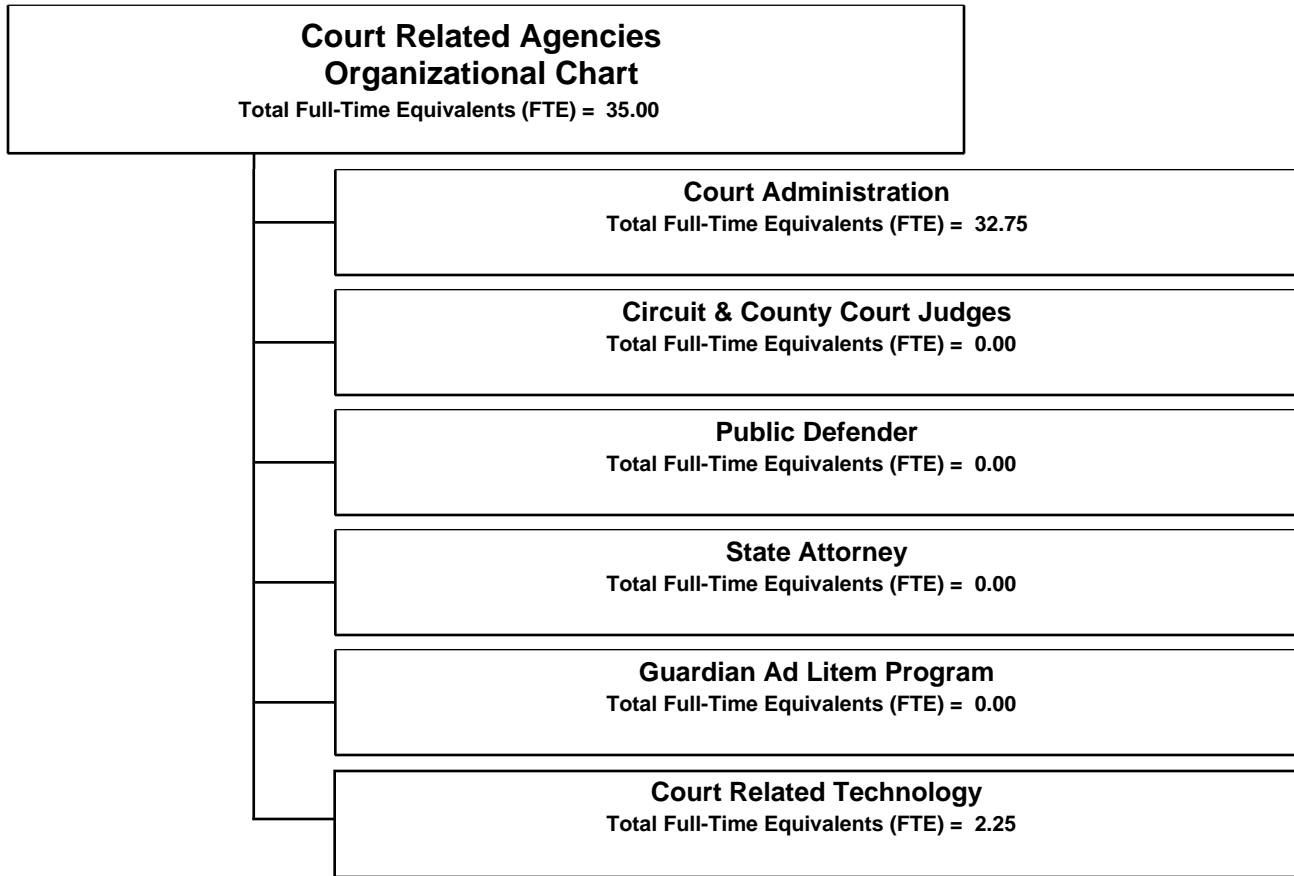 Court Related Agencies
Organizational Chart
Total Full-Time Equivalents (FTE) = 35.00
Court Administration
Total Full-Time Equivalents (FTE) = 32.75
Circuit & County Court Judges
Total Full-Time Equivalents (FTE) = 0.00
Public Defender
Total Full-Time Equivalents (FTE) = 0.00
State Attorney
Total Full-Time Equivalents (FTE) = 0.00
Guardian Ad Litem Program
Total Full-Time Equivalents (FTE) = 0.00
Court Related Technology
Total Full-Time Equivalents (FTE) = 2.25